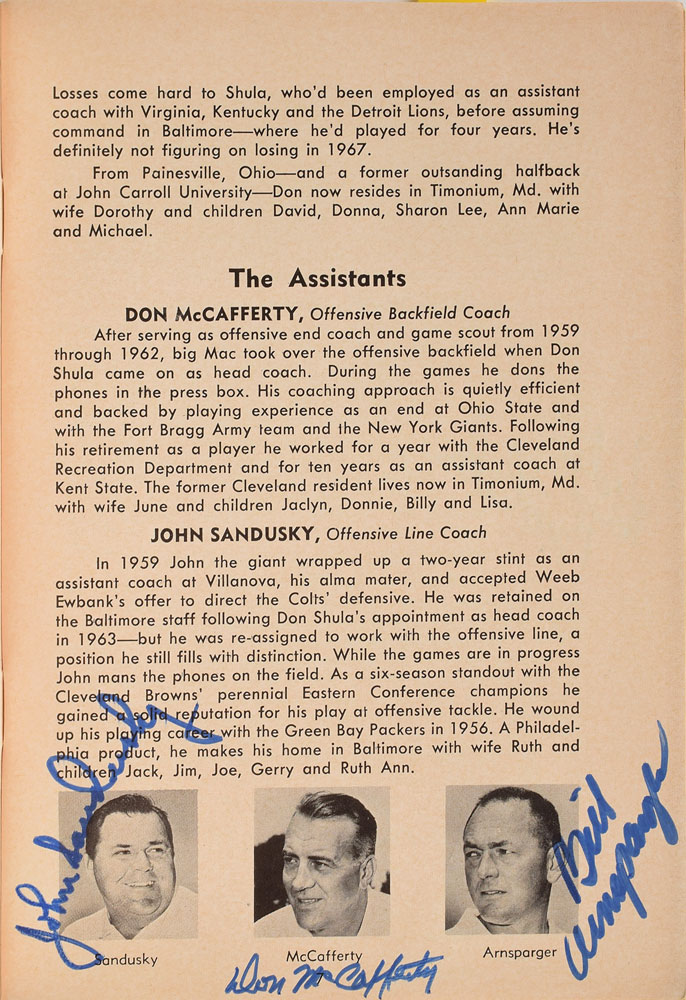 Losses come hard to Shula, who'd been employed as an assistant
coach with Virginia, Kentucky and the Detroit Lions, before assuming
command in Baltimore—where he'd played for four years. He's
definitely not figuring on losing in 1967.
From Painesville, Ohio—and a former outsanding halfback
at John Carroll University—Don now resides in Timonium, Md. with
wife Dorothy and children David, Donna, Sharon Lee, Ann Marie
and Michael.
The Assistants
DON McCAFFERTY, Offensive Backfield Coach
After serving as offensive end coach and game scout from 1959
through 1962, big Mac took over the offensive backfield when Don
Shula came on as head coach. During the games he dons the
phones in the press box. His coaching approach is quietly efficient
and backed by playing experience as an end at Ohio State and
with the Fort Bragg Army team and the New York Giants. Following
his retirement as a player he worked for a year with the Cleveland
Recreation Department and for ten years as an assistant coach at
Kent State. The former Cleveland resident lives now in Timonium, Md.
with wife June and children Jaclyn, Donnie, Billy and Lisa.
JOHN SANDUSKY, Offensive Line Coach
In 1959 John the giant wrapped up a two-year stint as an
assistant coach at Villanova, his alma mater, and accepted Weeb
Ewbank's offer to direct the Colts' defensive. He was retained on
the Baltimore staff following Don Shula's appointment as head coach
in 1963—but he was re-assigned to work with the offensive line, a
position he still fills with distinction. While the games are in progress
John mans the phones on the field. As a six-season standout with the
Cleveland Browns' perennial Eastern Conference champions he
gained a solid reputation for his play at offensive tackle. He wound
up his playing career with the Green Bay Packers in 1956. A Philadel-
phia product, he makes his home in Baltimore with wife Ruth and
children Jack, Jim, Joe, Gerry and Ruth Ann.
John Sandusky
Bill
Arnsparger
Sandusky
McCafferty
Arnsparger
7
Don McCafferty